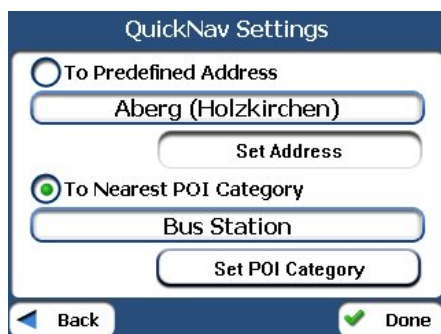 QuickNav Settings
To Predefined Address
Aberg (Holzkirchen)
Set Address
To Nearest POI Category
Bus Station
Set POI Category
Back
Done